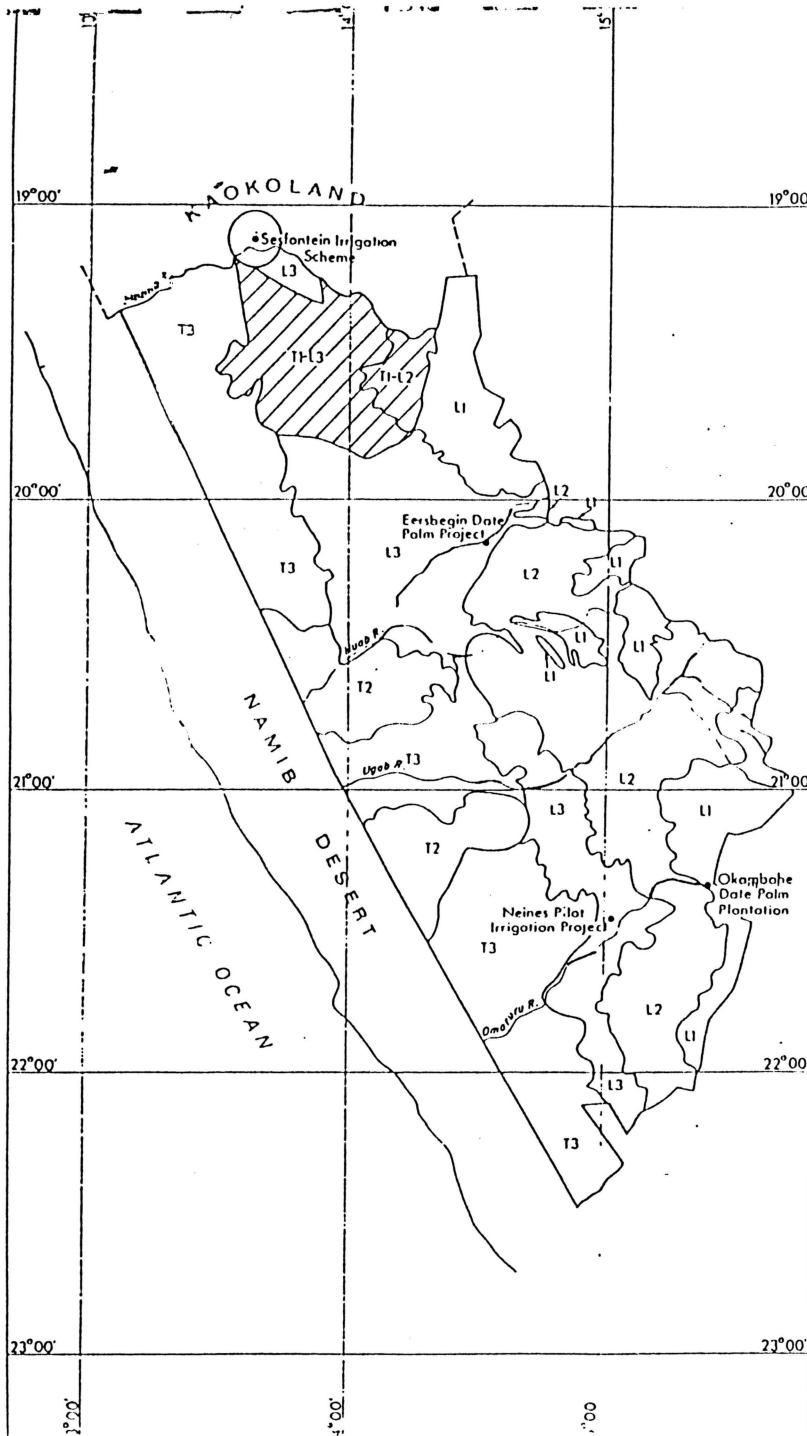 KAOKOLAND
19°00'
19°00'
Sesfontein Irrigation
Scheme
L3
T3
T1-L3
T1-L2
L1
20°00'
20°00'
L2
L1
Eersbegin Date
Palm Project
L3
L2
L1
T3
L1
L1
L1
T2
NAMIB
DESERT
Ugab R.
T3
21°00'
21°00'
L2
L3
L1
T2
ATLANTIC OCEAN
Okambahe
Date Palm
Plantation
Neines Pilot
Irrigation Project
T3
L2
Omaruru R.
L1
22°00'
22°00'
L3
T3
23°00'
23°00'